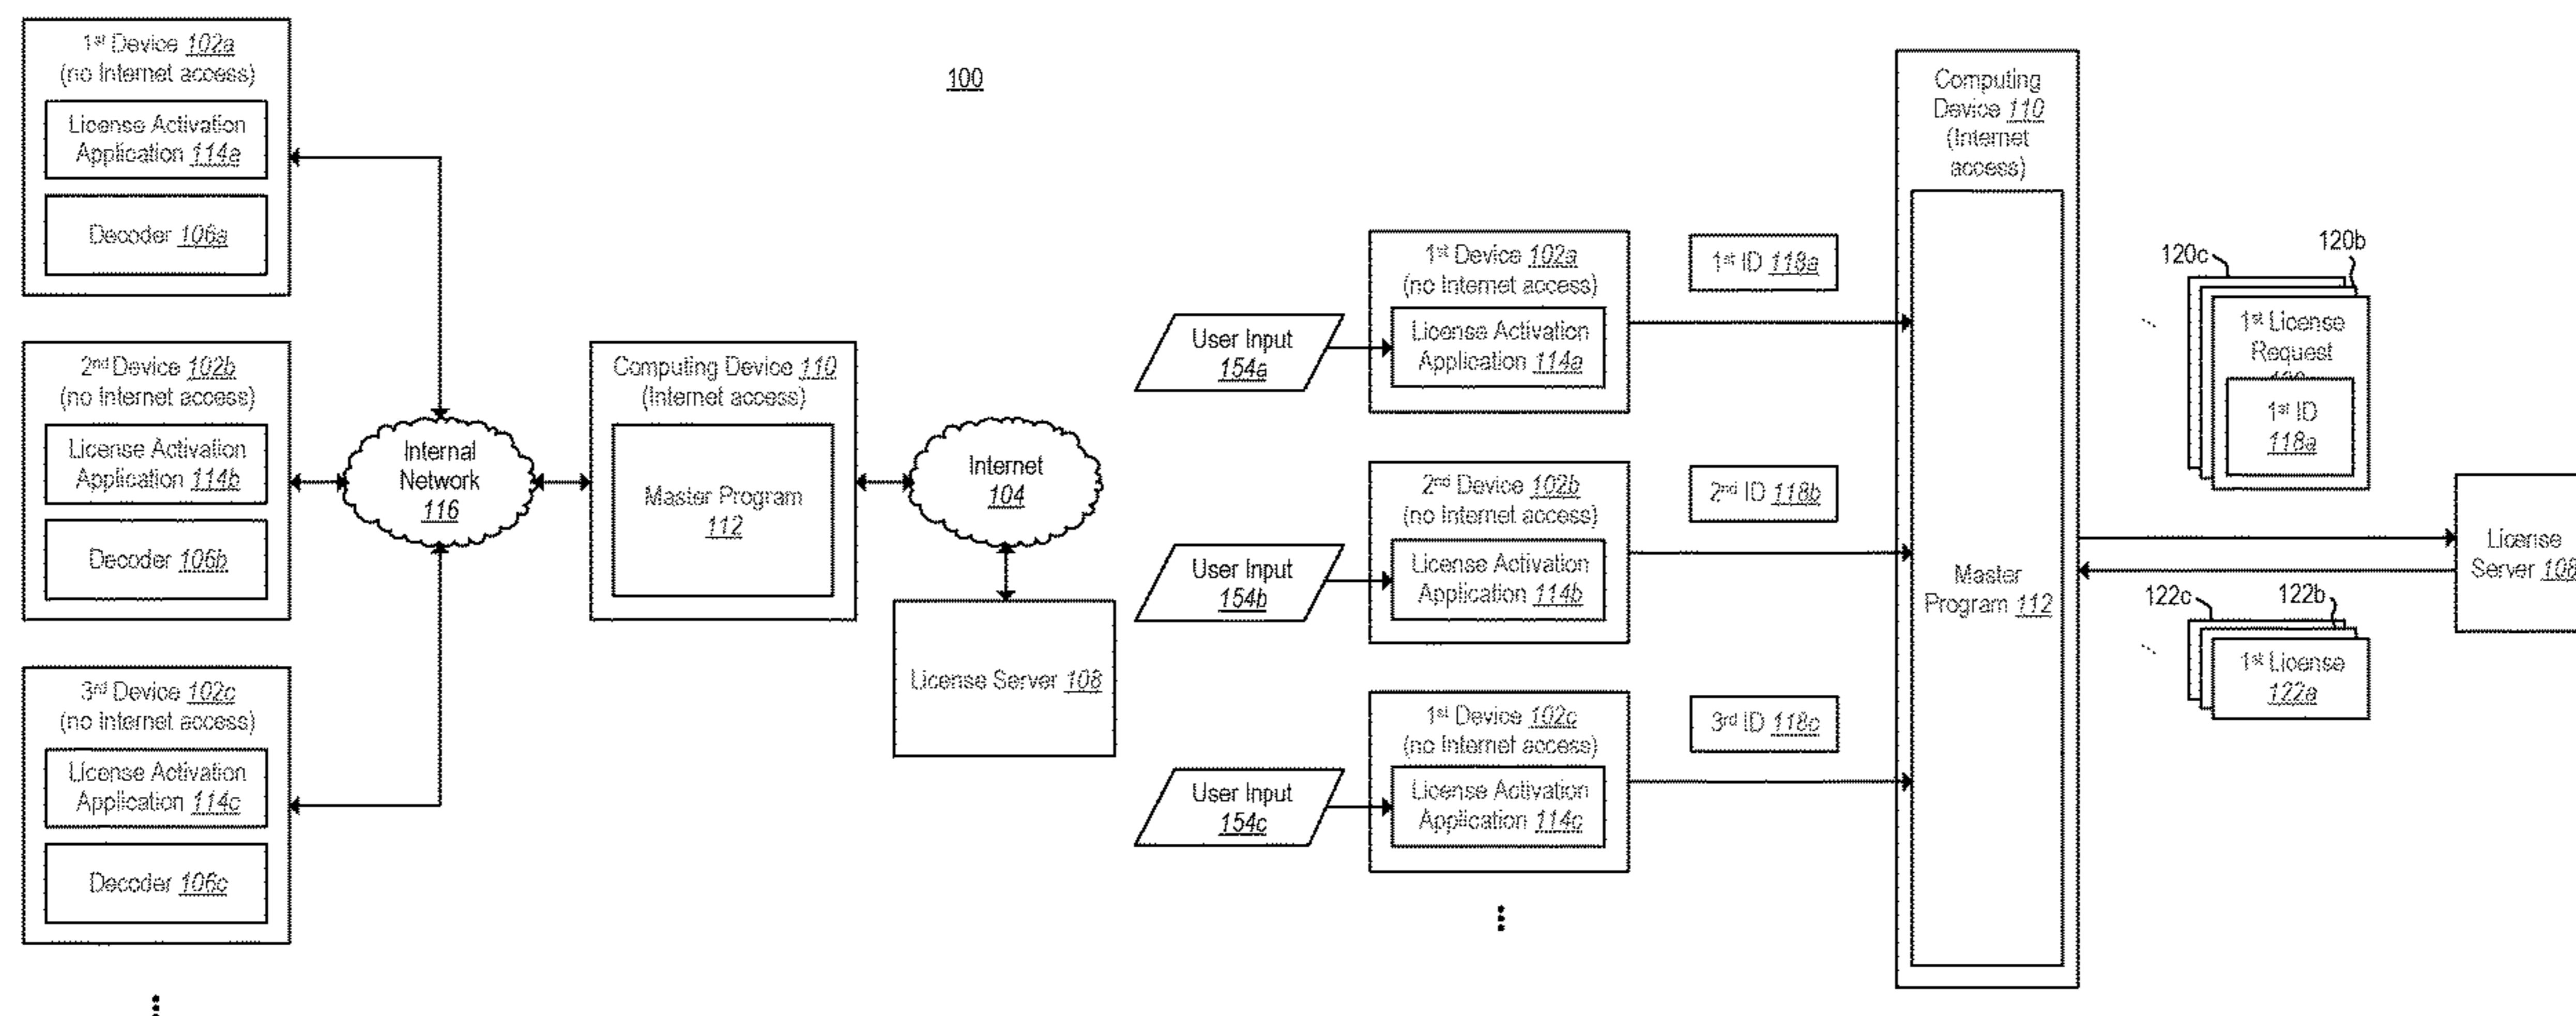 1st Device 102a
(no Internet access)
License Activation
Application 114a
Decoder 106a
2nd Device 102b
(no Internet access)
License Activation
Application 114b
Decoder 106b
3rd Device 102c
(no Internet access)
License Activation
Application 114c
Decoder 106c
Internal
Network
116
Computing Device 110
(Internet access)
Master Program
112
100
Internet
104
License Server 108
User Input
154a
1st Device 102a
(no Internet access)
License Activation
Application 114a
1st ID 118a
User Input
154b
2nd Device 102b
(no Internet access)
License Activation
Application 114b
2nd ID 118b
User Input
154c
1st Device 102c
(no Internet access)
License Activation
Application 114c
3rd ID 118c
Computing
Device 110
(Internet
access)
Master
Program 112
120c
120b
1st License
Request
1st ID
118a
122c
122b
1st License
122a
License
Server 108